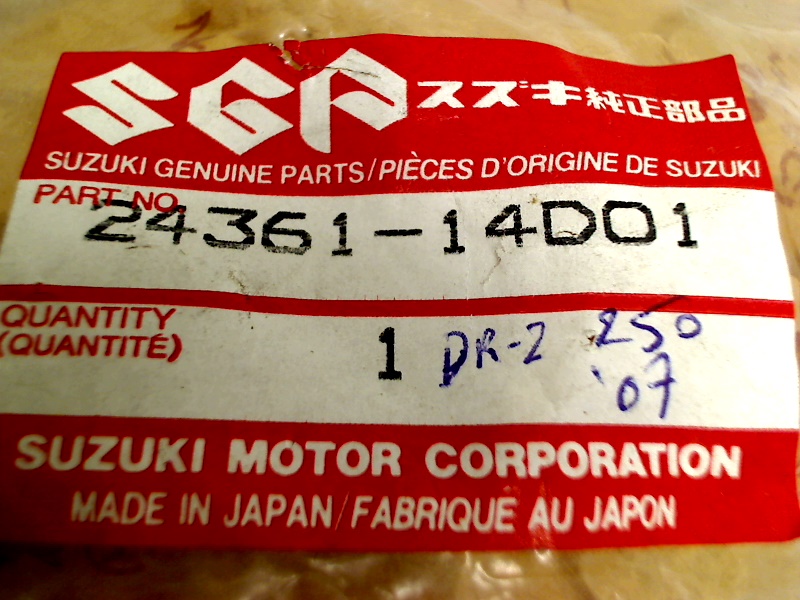 SGP スズキ純正部品
SUZUKI GENUINE PARTS/PIÈCES D'ORIGINE DE SUZUKI
PART NO.
24361-14D01
QUANTITY
(QUANTITÉ)
1 DR-Z 250
'07
SUZUKI MOTOR CORPORATION
MADE IN JAPAN/FABRIQUE AU JAPON